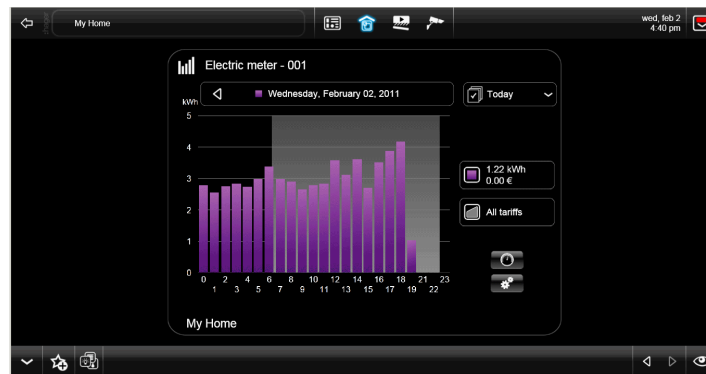 My Home
wed, feb 2
4:40 pm
Electric meter - 001
Wednesday, February 02, 2011
Today
kWh
5
4
3
2
1
0
1.22 kWh
0.00 €
All tariffs
0 2 4 6 8 10 12 14 16 18 21 23
1 3 5 7 9 11 13 15 17 19 22
My Home